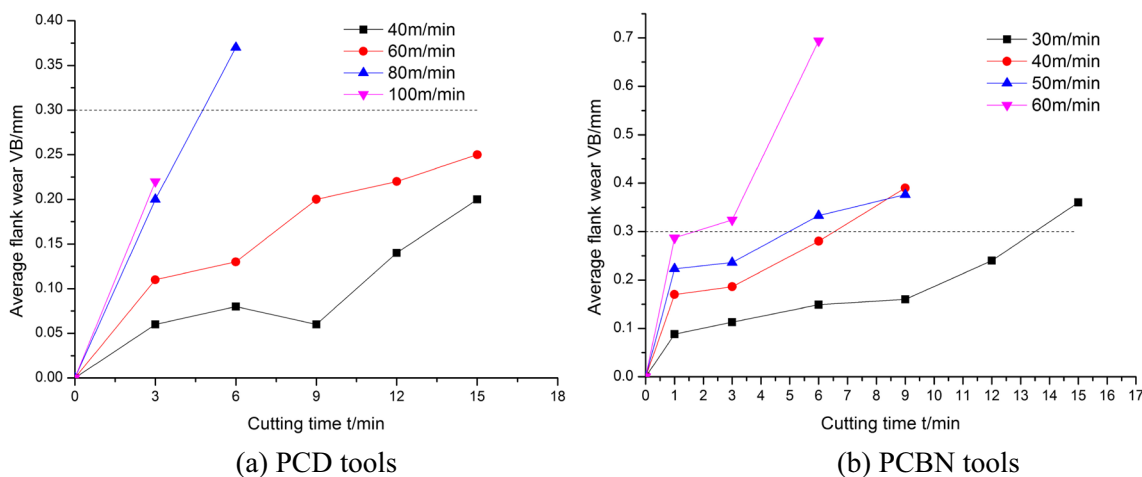 0.40
0.35
0.30
0.25
0.20
0.15
0.10
0.05
0.00
Average flank wear VB/mm
40m/min
60m/min
80m/min
100m/min
0 3 6 9 12 15 18
Cutting time t/min
(a) PCD tools
0.7
0.6
0.5
0.4
0.3
0.2
0.1
0.0
Average flank wear VB/mm
30m/min
40m/min
50m/min
60m/min
0 1 2 3 4 5 6 7 8 9 10 11 12 13 14 15 16 17
Cutting time t/min
(b) PCBN tools